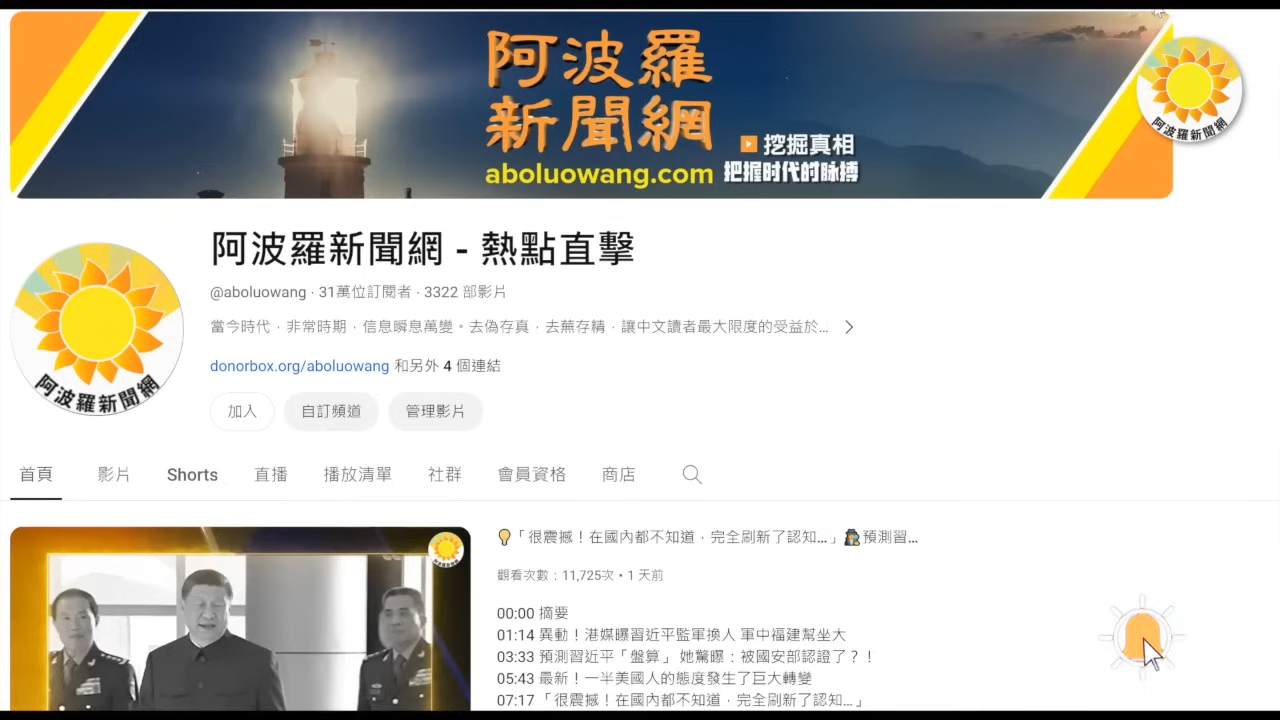 阿波羅
新聞網
aboluowang.com
挖掘真相
把握时代的脉搏
阿波羅新聞網
阿波羅新聞網
阿波羅新聞網 - 熱點直擊
@aboluowang · 31萬位訂閱者 · 3322 部影片
當今時代，非常時期，信息瞬息萬變。去偽存真，去蕪存精，讓中文讀者最大限度的受益於...
donorbox.org/aboluowang 和另外 4 個連結
加入 自訂頻道 管理影片
首頁 影片 Shorts 直播 播放清單 社群 會員資格 商店
「很震撼！在國內都不知道，完全刷新了認知...」預測習...
觀看次數：11,725次 • 1 天前
00:00 摘要
01:14 異動！港媒曝習近平監軍換人 軍中福建幫坐大
03:33 預測習近平「盤算」 她驚曝：被國安部認證了？！
05:43 最新！一半美國人的態度發生了巨大轉變
07:17 「很震撼！在國內都不知道，完全刷新了認知...」